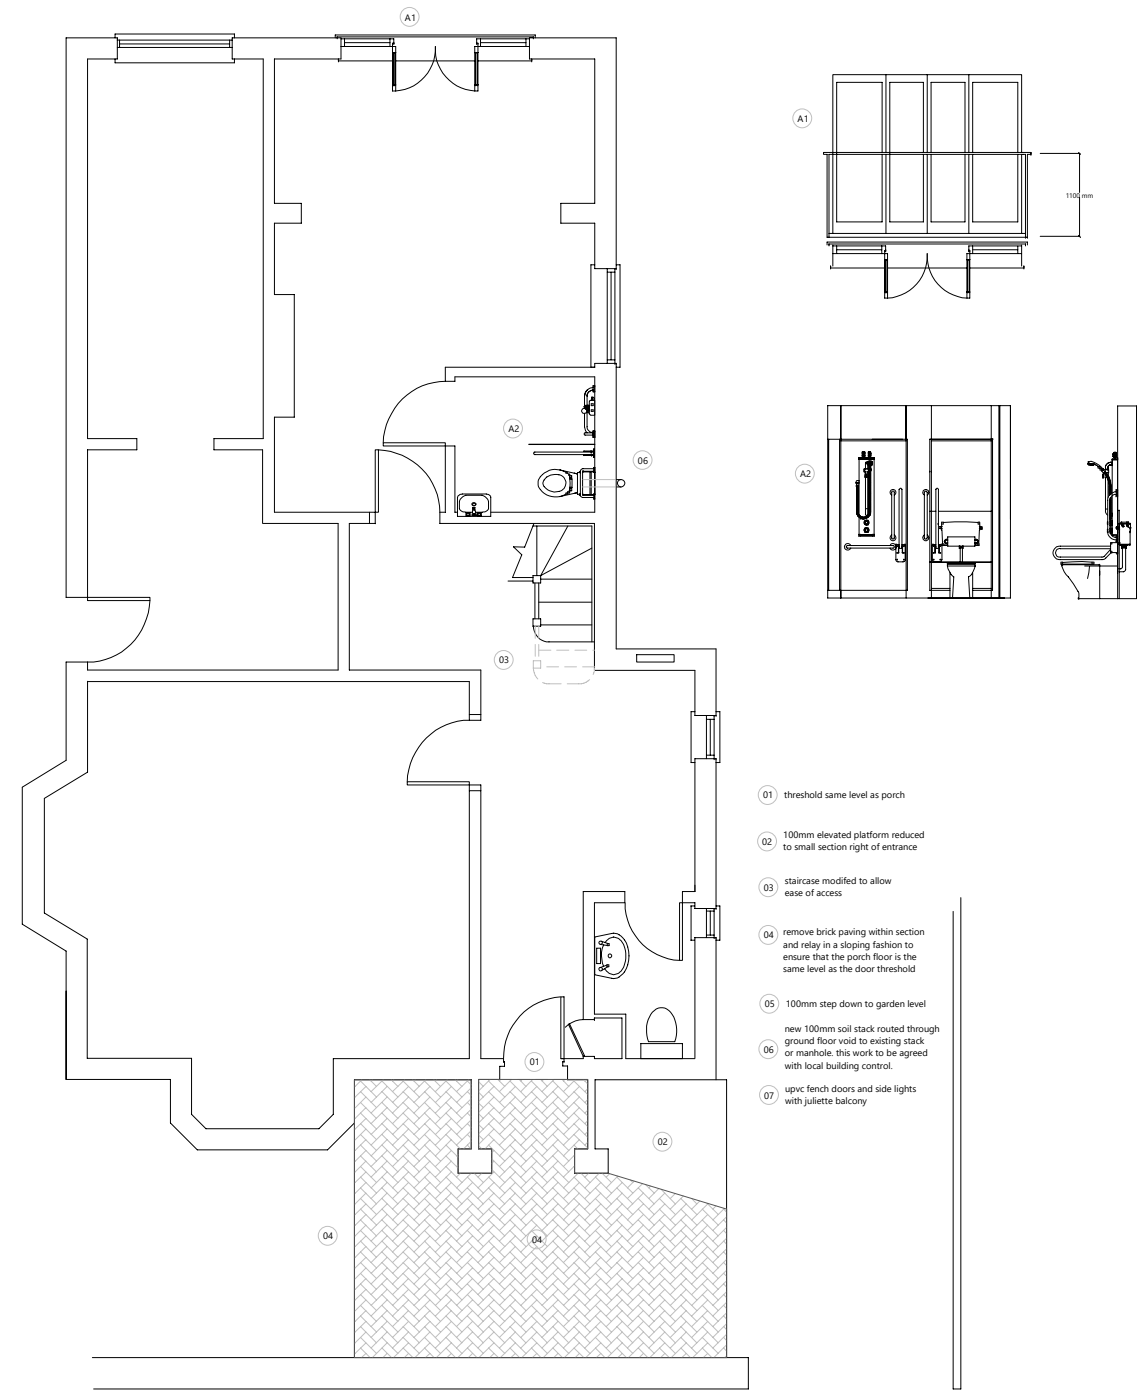 A1
A1
1100 mm
A2
06
A2
03
01
threshold same level as porch
02
100mm elevated platform reduced
to small section right of entrance
03
staircase modifed to allow
ease of access
04
remove brick paving within section
and relay in a sloping fashion to
ensure that the porch floor is the
same level as the door threshold
05
100mm step down to garden level
06
new 100mm soil stack routed through
ground floor void to existing stack
or manhole. this work to be agreed
with local building control.
07
upvc fench doors and side lights
with juliette balcony
01
02
04
04